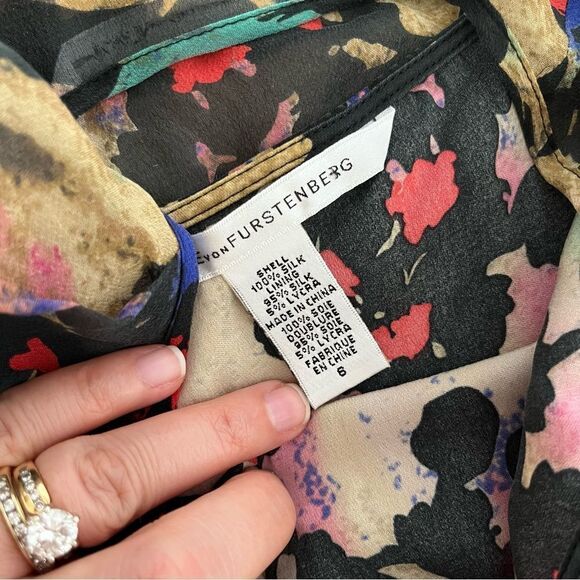 E VON FURSTENBERG
SHELL
100% SILK
LINING
95% SILK
5% LYCRA
MADE IN CHINA
100% SOIE
DOUBLURE
95% SOIE
5% LYCRA
FABRIQUE
EN CHINE
6